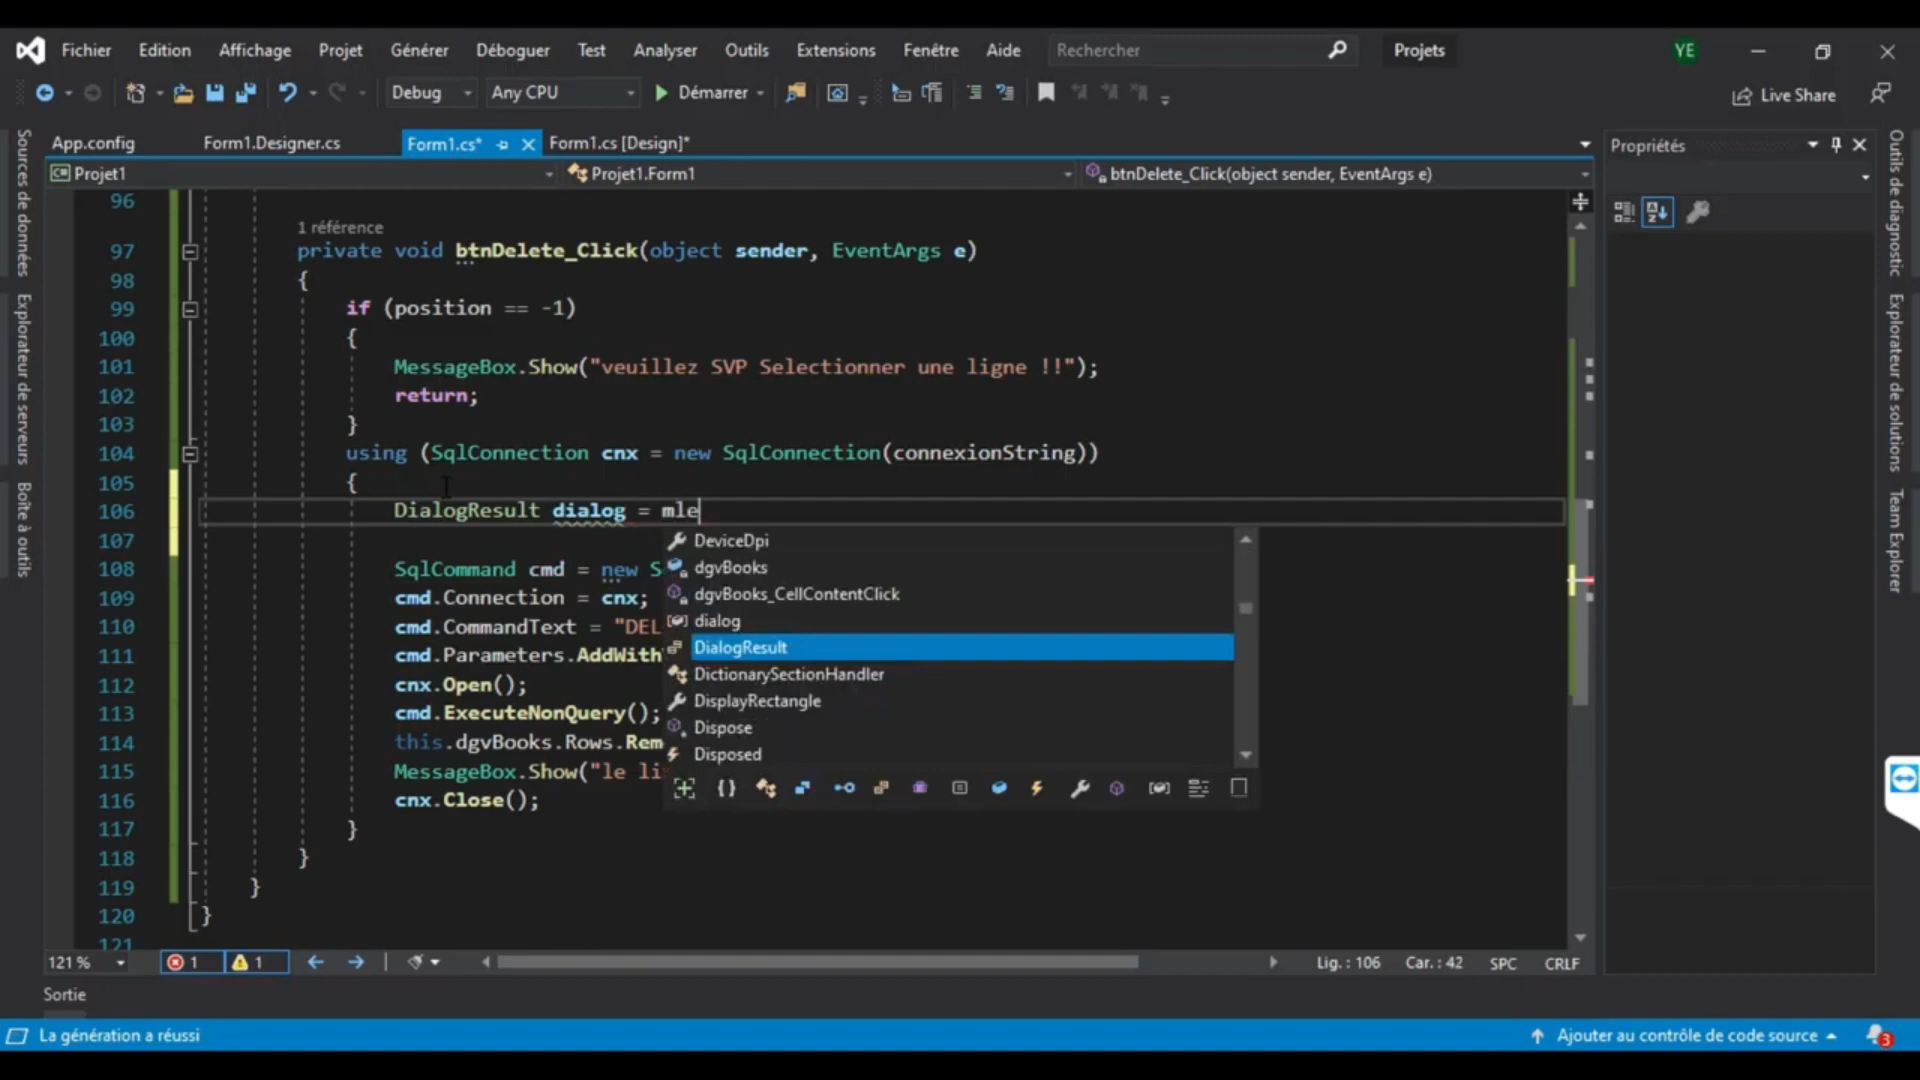 Fichier Edition Affichage Projet Générer Déboguer Test Analyser Outils Extensions Fenêtre Aide Rechercher Projets YE
Debug Any CPU Démarrer Live Share
App.config Form1.Designer.cs Form1.cs* Form1.cs [Design]* Propriétés
Projet1 Projet1.Form1 btnDelete_Click(object sender, EventArgs e)
Sources de données
Explorateur de serveurs
Boîte à outils
96
1 référence
97 private void btnDelete_Click(object sender, EventArgs e)
98 {
99 if (position == -1)
100 {
101 MessageBox.Show("veuillez SVP Selectionner une ligne !!");
102 return;
103 }
104 using (SqlConnection cnx = new SqlConnection(connexionString))
105 {
106 DialogResult dialog = mle
107
108 SqlCommand cmd = new S
109 cmd.Connection = cnx;
110 cmd.CommandText = "DEL
111 cmd.Parameters.AddWith
112 cnx.Open();
113 cmd.ExecuteNonQuery();
114 this.dgvBooks.Rows.Rem
115 MessageBox.Show("le li
116 cnx.Close();
117 }
118 }
119 }
120 }
121
DeviceDpi
dgvBooks
dgvBooks_CellContentClick
dialog
DialogResult
DictionarySectionHandler
DisplayRectangle
Dispose
Disposed
Outils de diagnostic
Explorateur de solutions
Team Explorer
121 % 1 1 Lig. : 106 Car. : 42 SPC CRLF
Sortie
La génération a réussi Ajouter au contrôle de code source 3